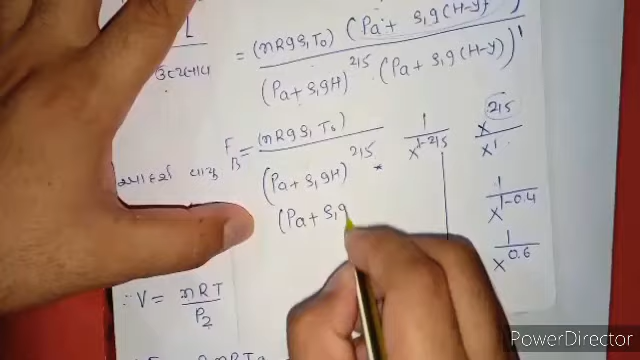 = (nRgS₁T₀) (Pa + S₁g(H-y))
(Pa + S₁gH)^2/5 · (Pa + S₁g(H-y))^1
F_B = (nRgS₁T₀)
(Pa + S₁gH)^2/5 *
(Pa + S₁g
1
x^1-2/5
x^2/5
x^1
1
x^1-0.4
1
x^0.6
∴ V = nRT
P₂
PowerDirector